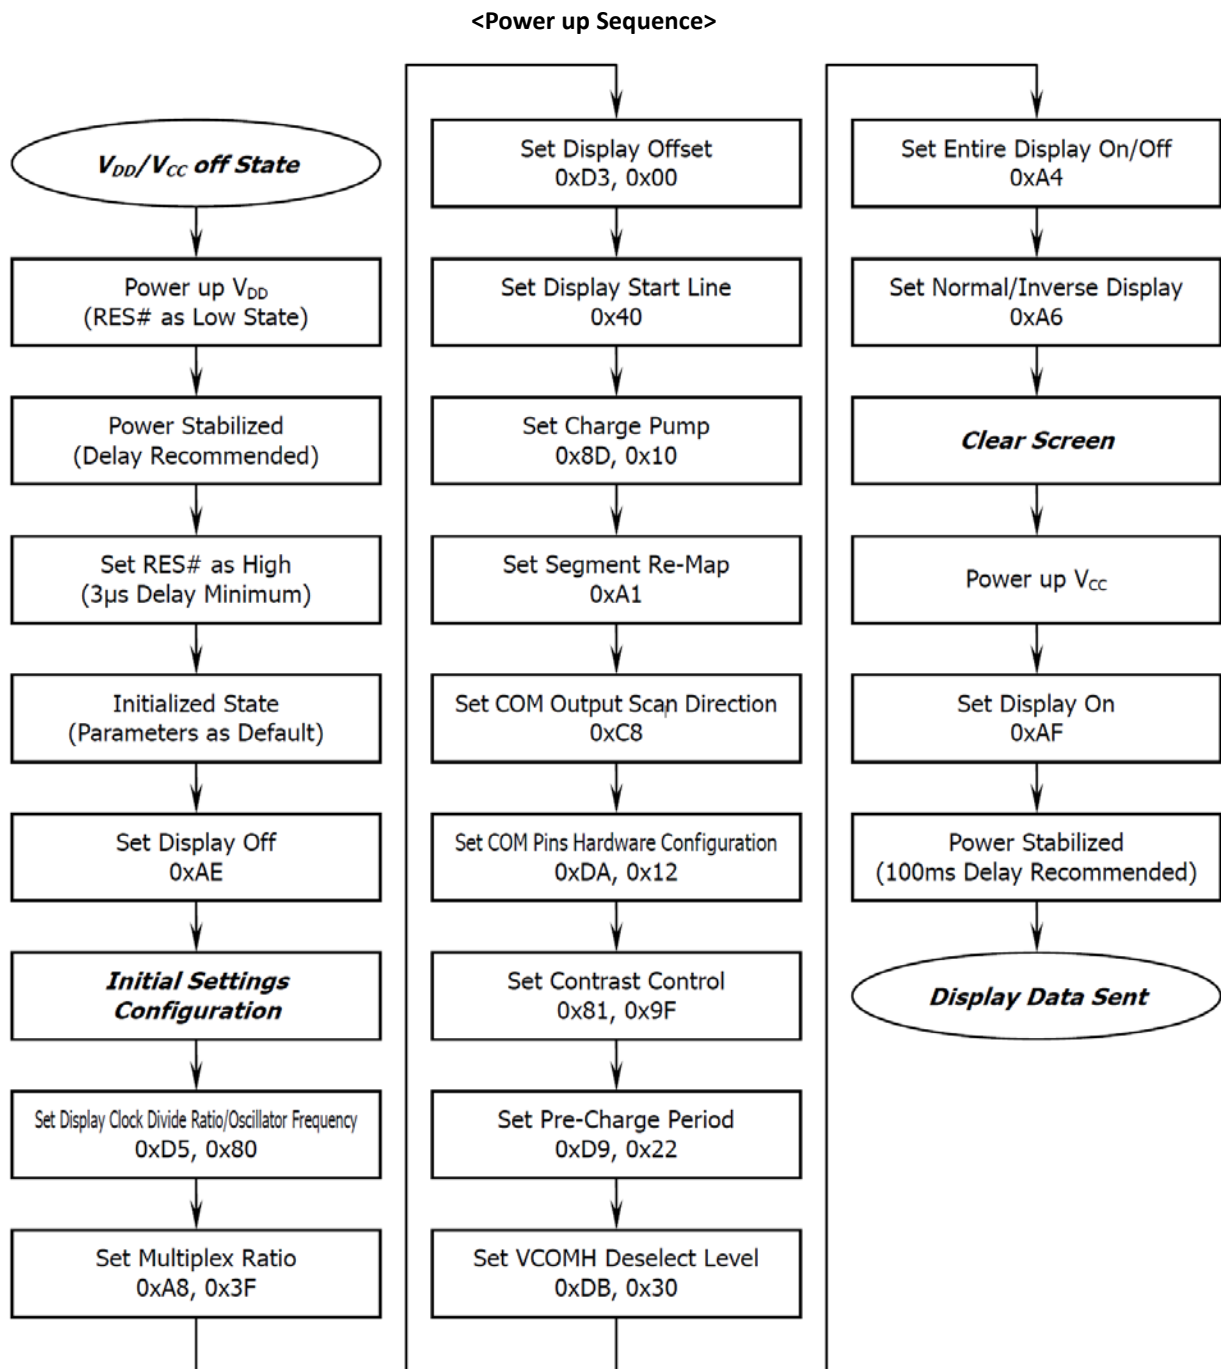 <Power up Sequence>
V_DD/V_CC off State
Power up V_DD
(RES# as Low State)
Power Stabilized
(Delay Recommended)
Set RES# as High
(3μs Delay Minimum)
Initialized State
(Parameters as Default)
Set Display Off
0xAE
Initial Settings
Configuration
Set Display Clock Divide Ratio/Oscillator Frequency
0xD5, 0x80
Set Multiplex Ratio
0xA8, 0x3F
Set Display Offset
0xD3, 0x00
Set Display Start Line
0x40
Set Charge Pump
0x8D, 0x10
Set Segment Re-Map
0xA1
Set COM Output Scan Direction
0xC8
Set COM Pins Hardware Configuration
0xDA, 0x12
Set Contrast Control
0x81, 0x9F
Set Pre-Charge Period
0xD9, 0x22
Set VCOMH Deselect Level
0xDB, 0x30
Set Entire Display On/Off
0xA4
Set Normal/Inverse Display
0xA6
Clear Screen
Power up V_CC
Set Display On
0xAF
Power Stabilized
(100ms Delay Recommended)
Display Data Sent